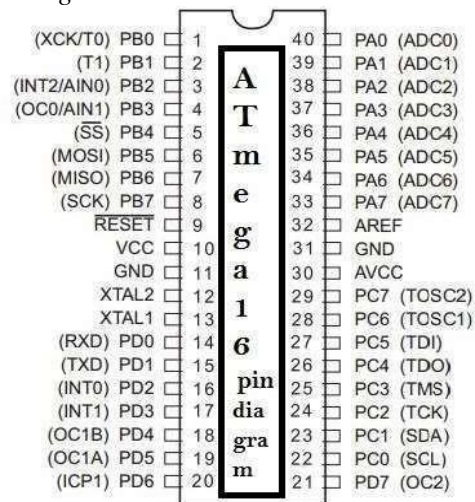 (XCK/T0) PB0 1 40 PA0 (ADC0)
(T1) PB1 2 39 PA1 (ADC1)
(INT2/AIN0) PB2 3 38 PA2 (ADC2)
(OC0/AIN1) PB3 4 37 PA3 (ADC3)
(SS) PB4 5 36 PA4 (ADC4)
(MOSI) PB5 6 35 PA5 (ADC5)
(MISO) PB6 7 34 PA6 (ADC6)
(SCK) PB7 8 33 PA7 (ADC7)
RESET 9 32 AREF
VCC 10 31 GND
GND 11 30 AVCC
XTAL2 12 29 PC7 (TOSC2)
XTAL1 13 28 PC6 (TOSC1)
(RXD) PD0 14 27 PC5 (TDI)
(TXD) PD1 15 26 PC4 (TDO)
(INT0) PD2 16 25 PC3 (TMS)
(INT1) PD3 17 24 PC2 (TCK)
(OC1B) PD4 18 23 PC1 (SDA)
(OC1A) PD5 19 22 PC0 (SCL)
(ICP1) PD6 20 21 PD7 (OC2)
A
T
m
e
g
a
1
6
pin
dia
gra
m